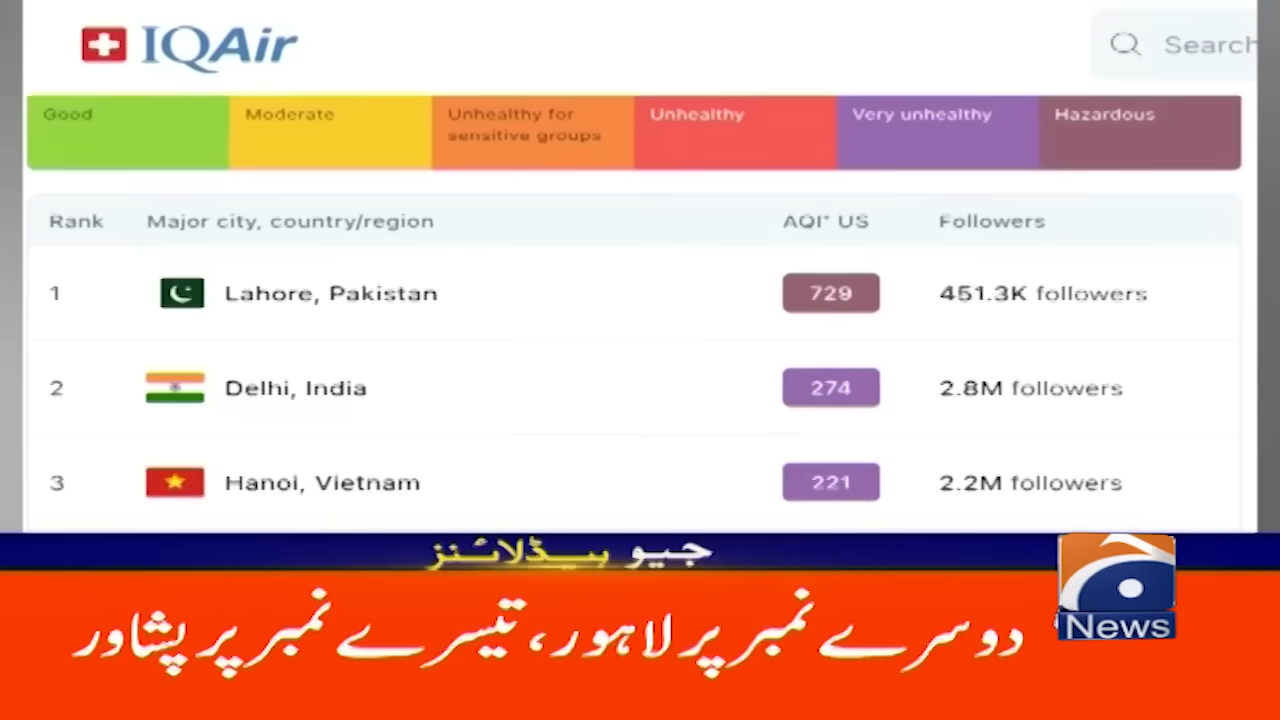 IQAir
Search
Good
Moderate
Unhealthy for
sensitive groups
Unhealthy
Very unhealthy
Hazardous
Rank Major city, country/region AQI* US Followers
1 Lahore, Pakistan 729 451.3K followers
2 Delhi, India 274 2.8M followers
3 Hanoi, Vietnam 221 2.2M followers
جیو ہیڈلائنز
دوسرے نمبر پر لاہور، تیسرے نمبر پر پشاور
News